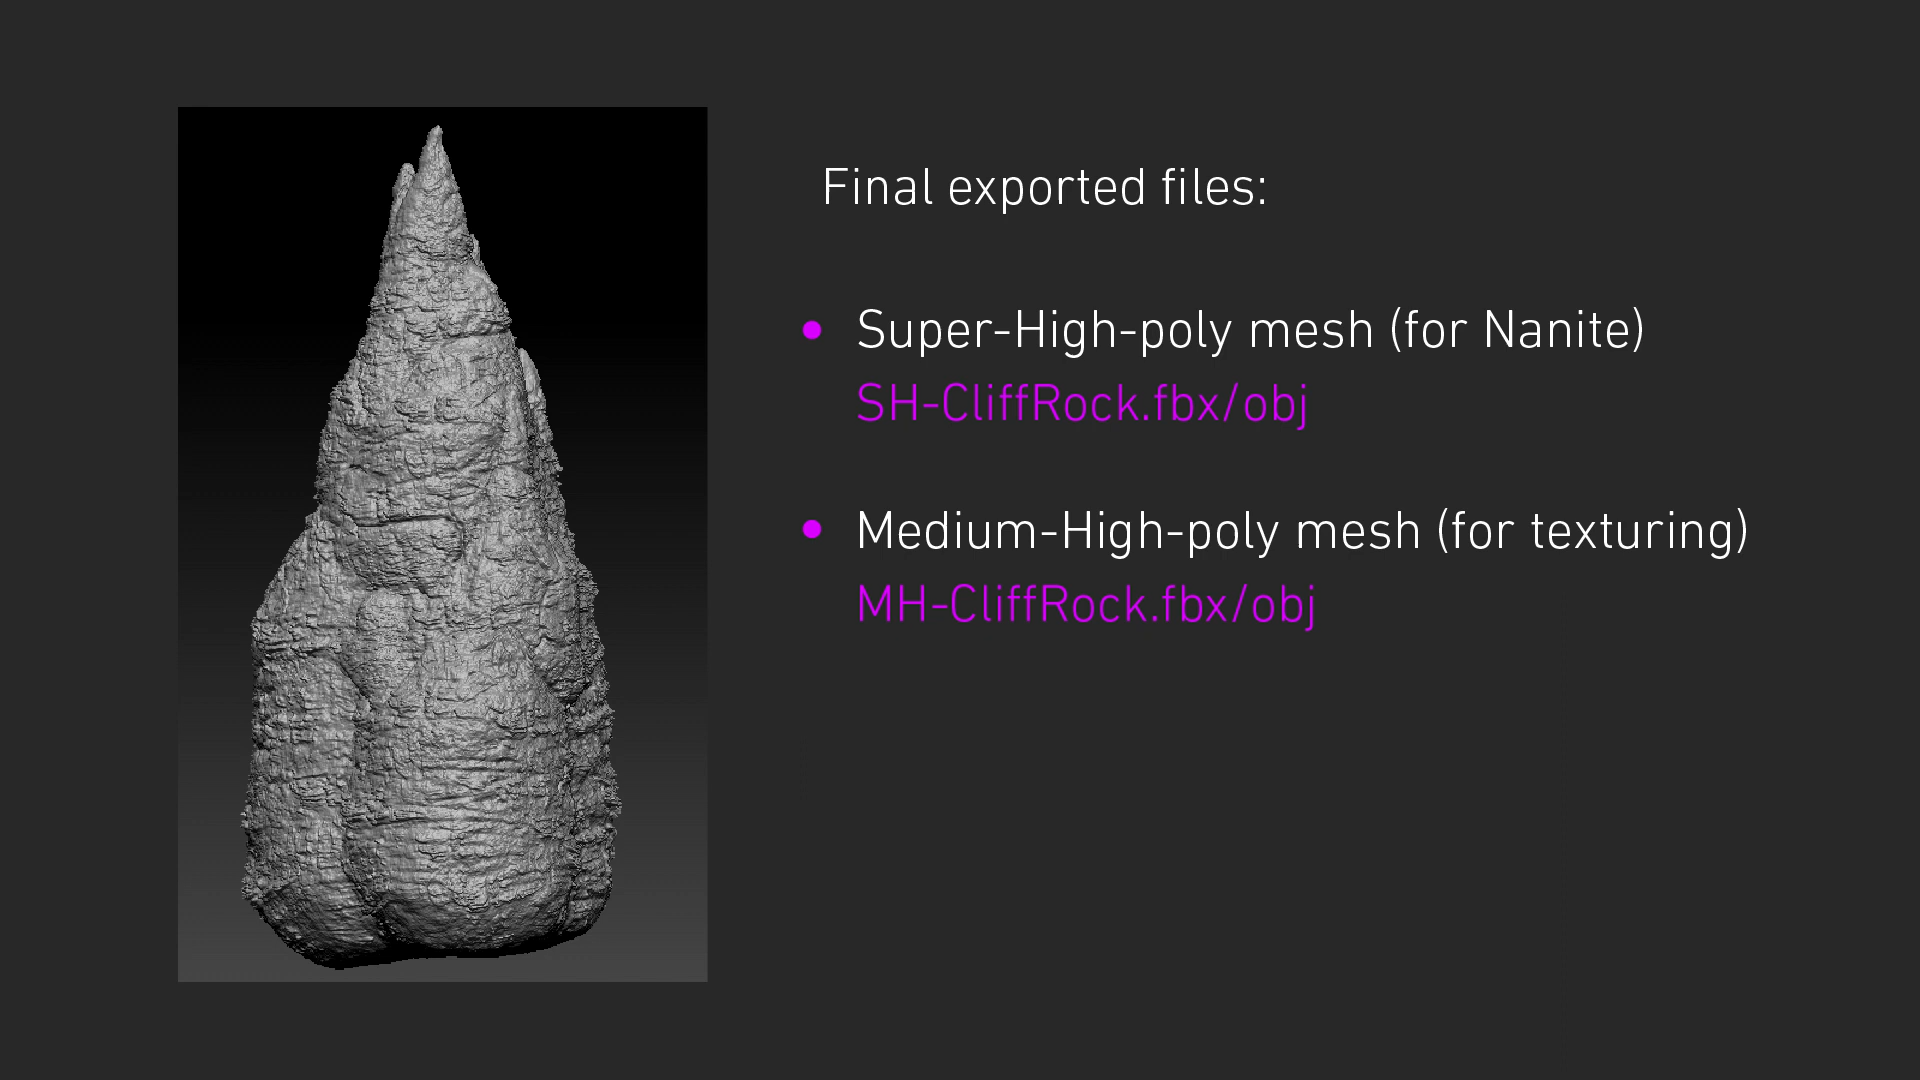 Final exported files:
Super-High-poly mesh (for Nanite)
SH-CliffRock.fbx/obj
Medium-High-poly mesh (for texturing)
MH-CliffRock.fbx/obj